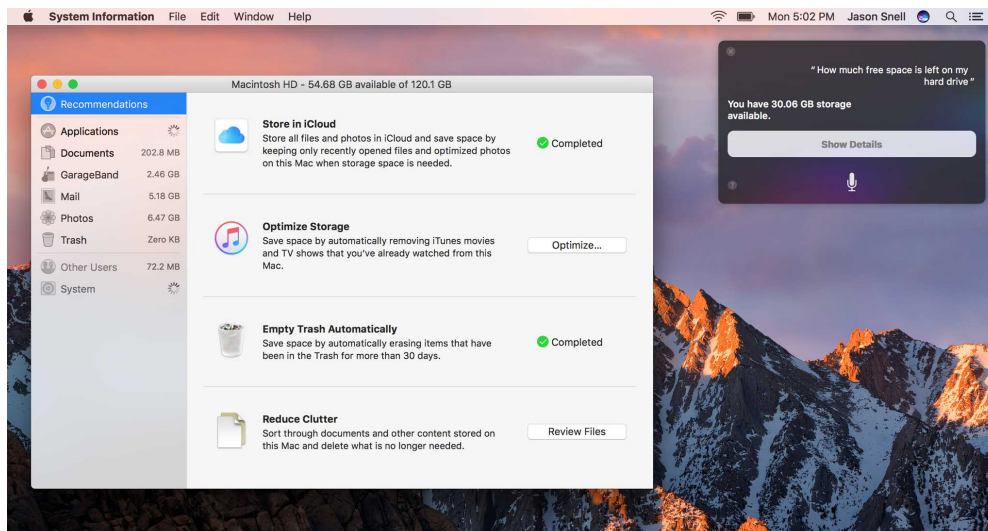 System Information File Edit Window Help
Mon 5:02 PM Jason Snell
Macintosh HD - 54.68 GB available of 120.1 GB
Recommendations
Applications
Documents 202.8 MB
GarageBand 2.46 GB
Mail 5.18 GB
Photos 6.47 GB
Trash Zero KB
Other Users 72.2 MB
System
Store in iCloud
Store all files and photos in iCloud and save space by
keeping only recently opened files and optimized photos
on this Mac when storage space is needed.
Completed
Optimize Storage
Save space by automatically removing iTunes movies
and TV shows that you've already watched from this
Mac.
Optimize...
Empty Trash Automatically
Save space by automatically erasing items that have
been in the Trash for more than 30 days.
Completed
Reduce Clutter
Sort through documents and other content stored on
this Mac and delete what is no longer needed.
Review Files
"How much free space is left on my
hard drive"
You have 30.06 GB storage
available.
Show Details
?